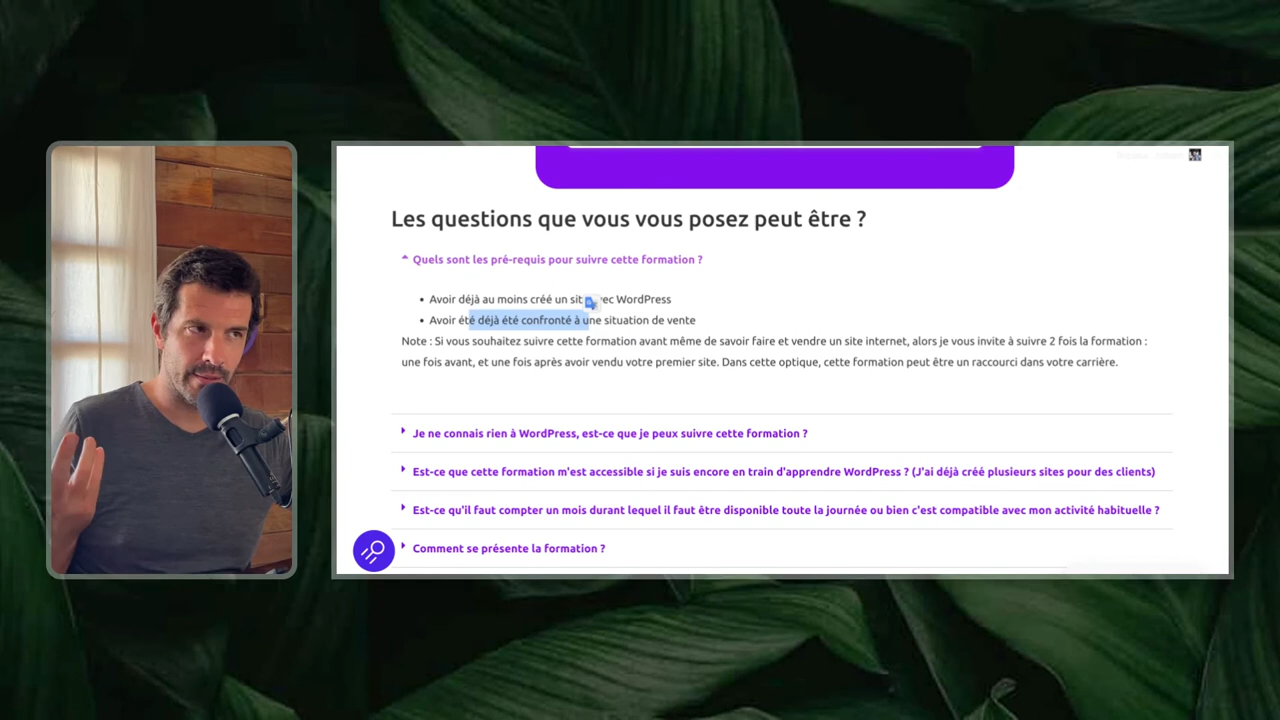 Les questions que vous vous posez peut être ?
Quels sont les pré-requis pour suivre cette formation ?
Avoir déjà au moins créé un sit ec WordPress
Avoir été déjà été confronté à une situation de vente
Note : Si vous souhaitez suivre cette formation avant même de savoir faire et vendre un site internet, alors je vous invite à suivre 2 fois la formation :
une fois avant, et une fois après avoir vendu votre premier site. Dans cette optique, cette formation peut être un raccourci dans votre carrière.
Je ne connais rien à WordPress, est-ce que je peux suivre cette formation ?
Est-ce que cette formation m'est accessible si je suis encore en train d'apprendre WordPress ? (J'ai déjà créé plusieurs sites pour des clients)
Est-ce qu'il faut compter un mois durant lequel il faut être disponible toute la journée ou bien c'est compatible avec mon activité habituelle ?
Comment se présente la formation ?